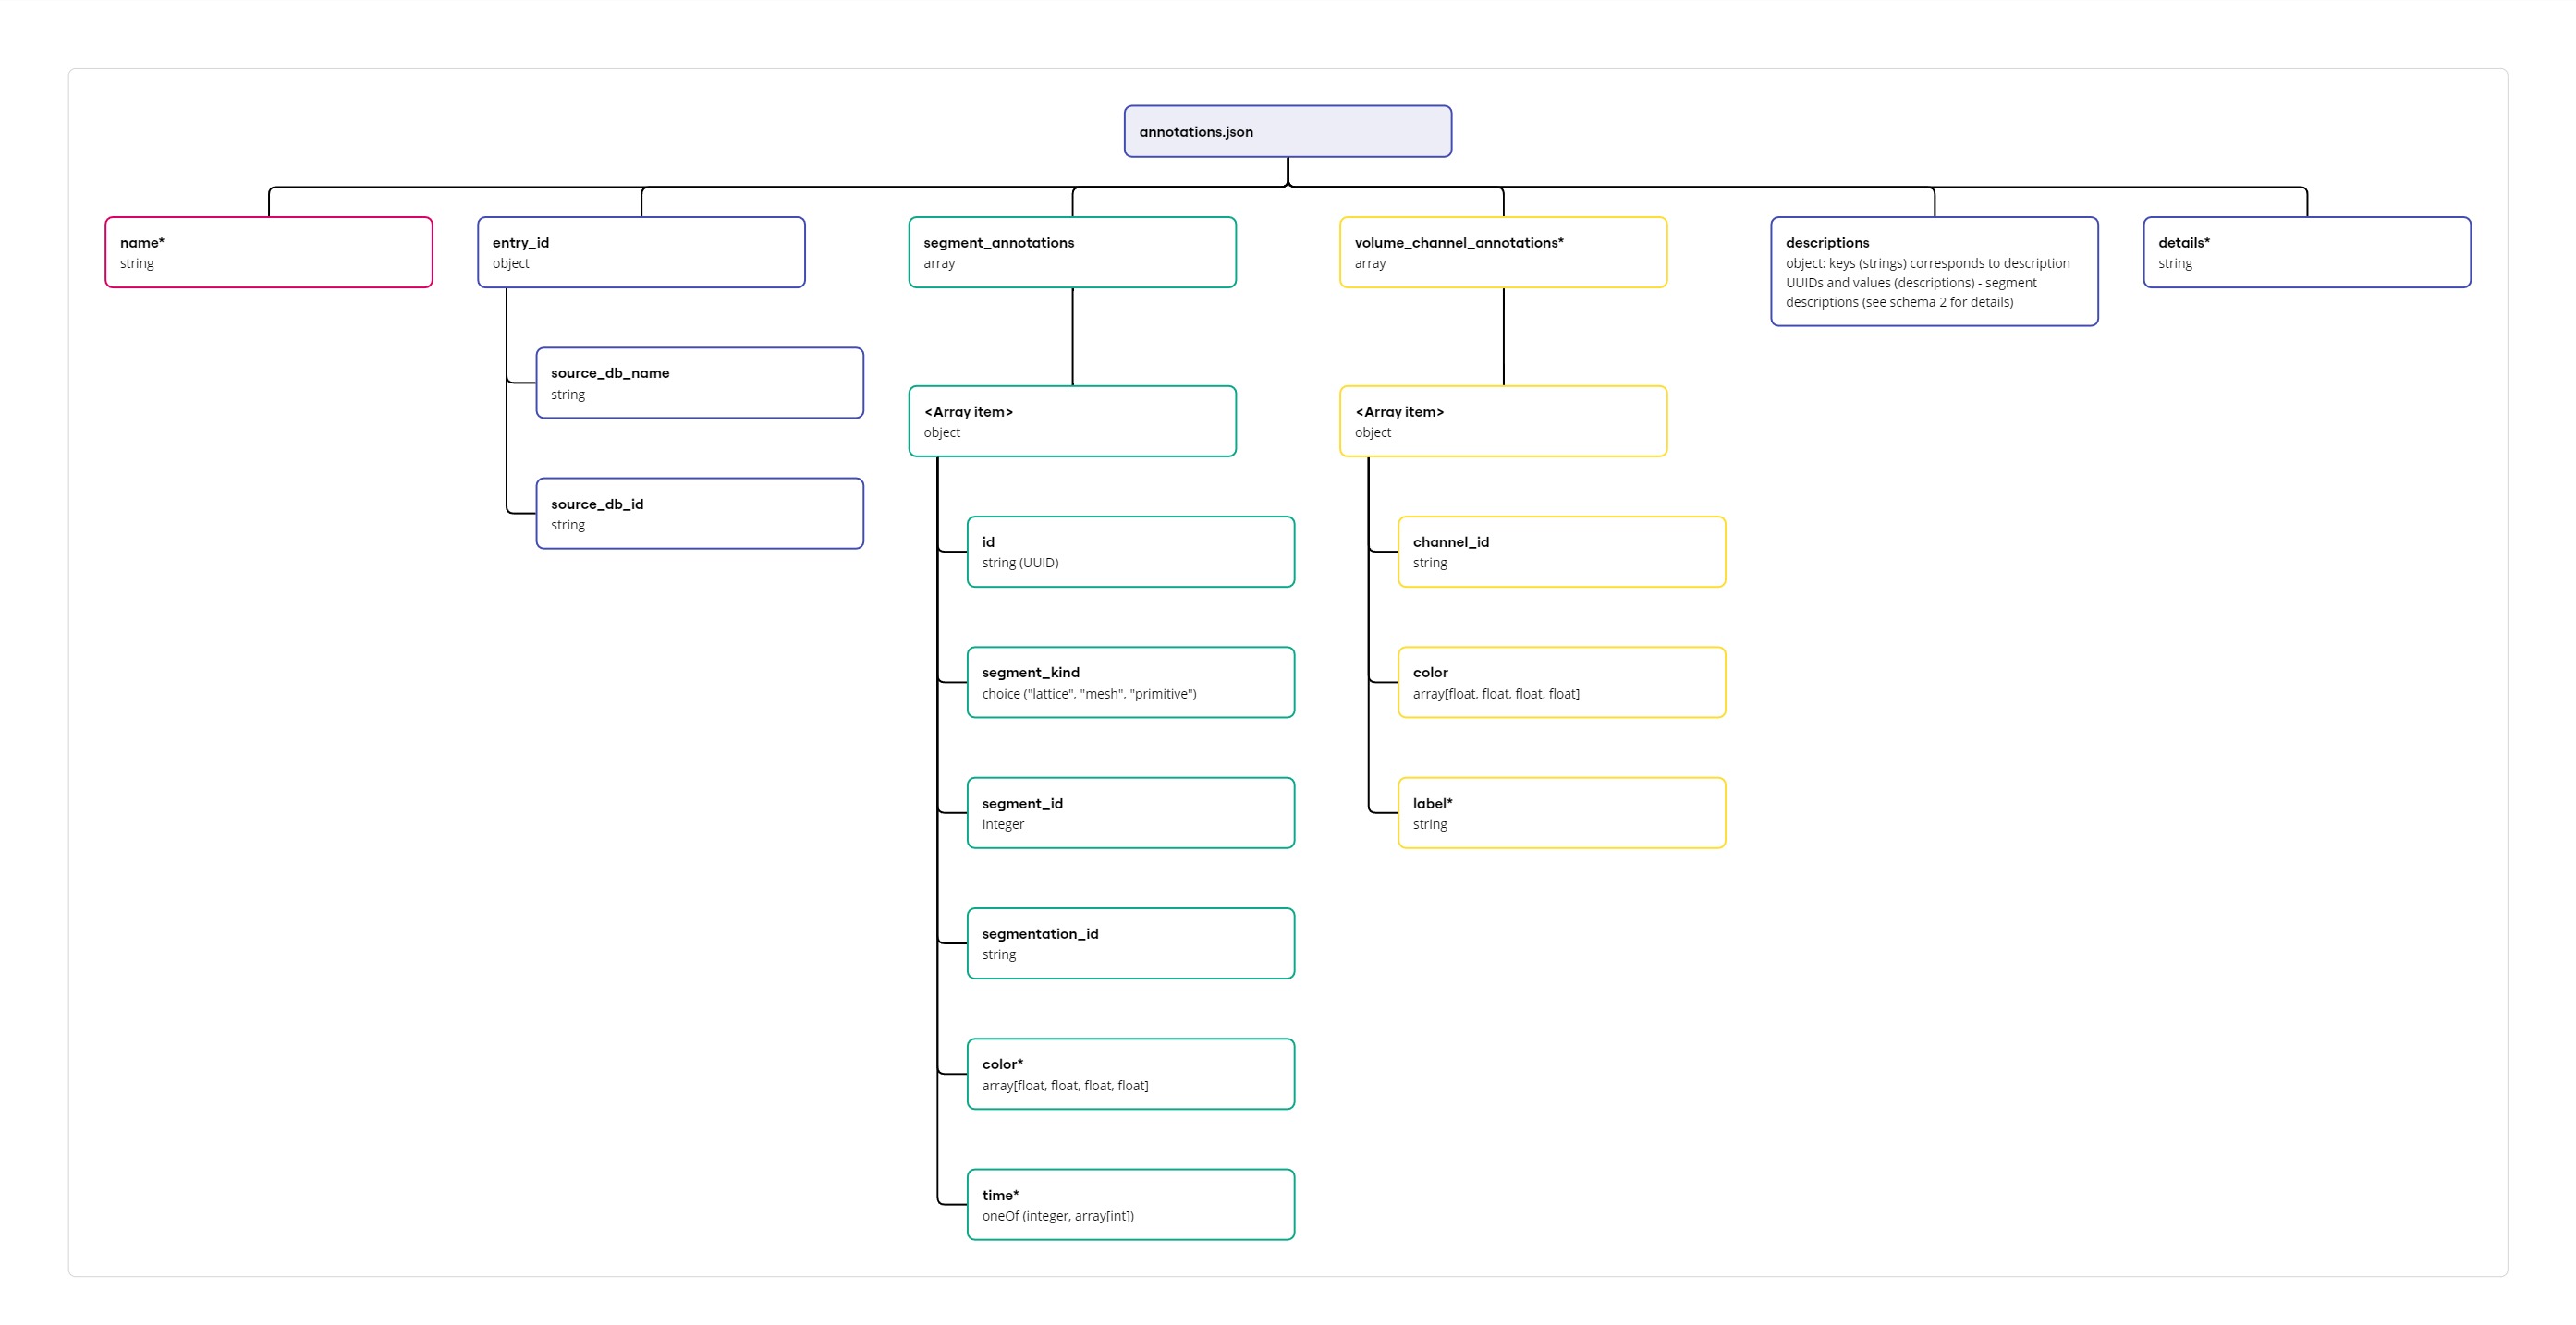 annotations.json
name*
string
entry_id
object
source_db_name
string
source_db_id
string
segment_annotations
array
<Array item>
object
id
string (UUID)
segment_kind
choice ("lattice", "mesh", "primitive")
segment_id
integer
segmentation_id
string
color*
array[float, float, float, float]
time*
oneOf (integer, array[int])
volume_channel_annotations*
array
<Array item>
object
channel_id
string
color
array[float, float, float, float]
label*
string
descriptions
object: keys (strings) corresponds to description
UUIDs and values (descriptions) - segment
descriptions (see schema 2 for details)
details*
string